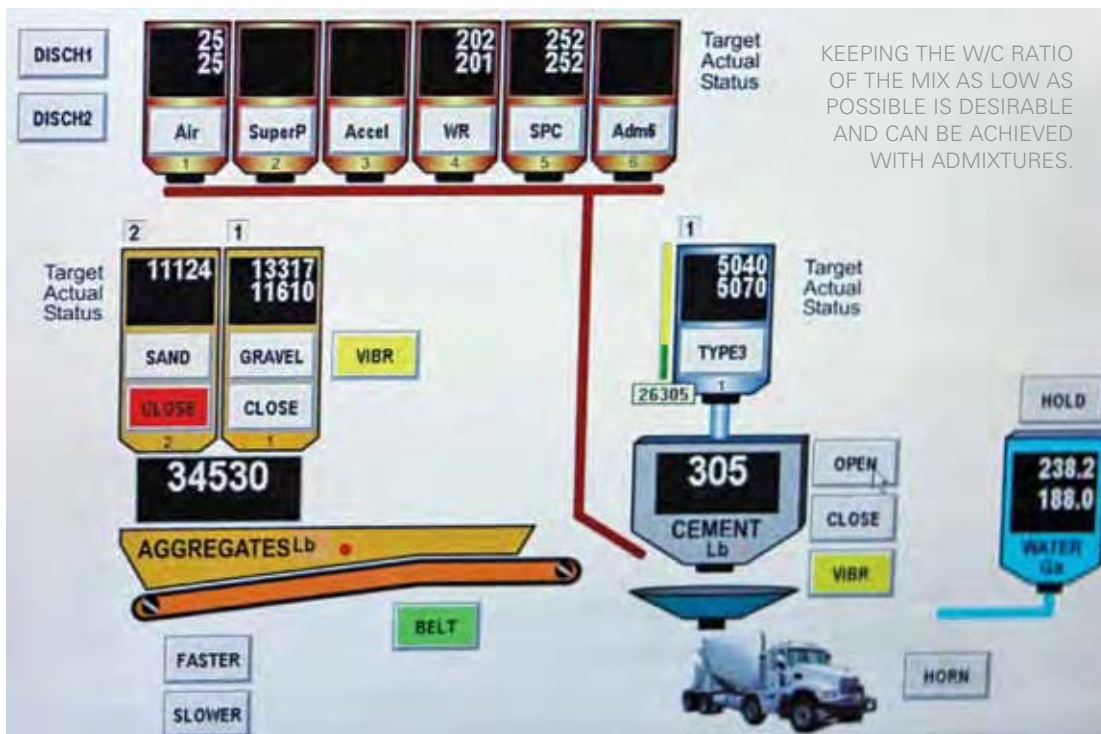 DISCH1
DISCH2
25
25
Air
1
SuperP
2
Accel
3
202
201
WR
4
252
252
SPC
5
Adm6
6
Target
Actual
Status
KEEPING THE W/C RATIO
OF THE MIX AS LOW AS
POSSIBLE IS DESIRABLE
AND CAN BE ACHIEVED
WITH ADMIXTURES.
Target
Actual
Status
2
11124
SAND
CLOSE
2
1
13317
11610
GRAVEL
CLOSE
1
VIBR
34530
AGGREGATES Lb
BELT
FASTER
SLOWER
1
5040
5070
TYPE3
1
26305
Target
Actual
Status
305
CEMENT
Lb
OPEN
CLOSE
VIBR
HORN
HOLD
238.2
188.0
WATER
Ga